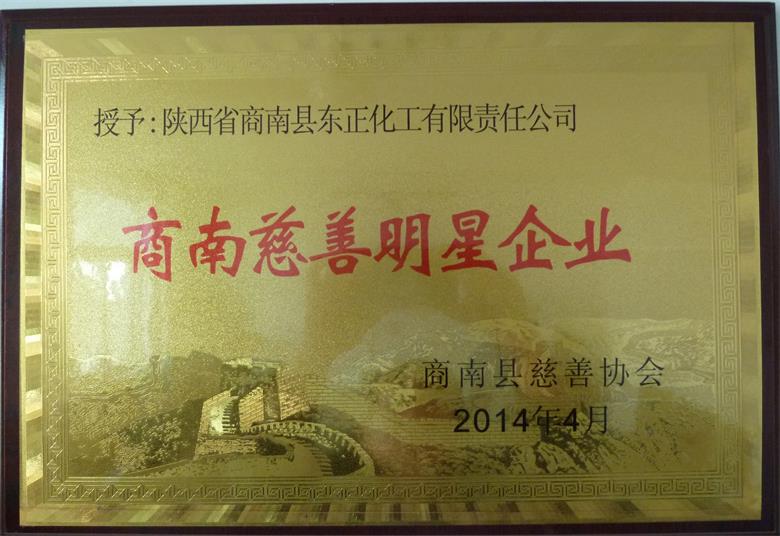 授予:陕西省商南县东正化工有限责任公司
商南慈善明星企业
商南县慈善协会
2014年4月